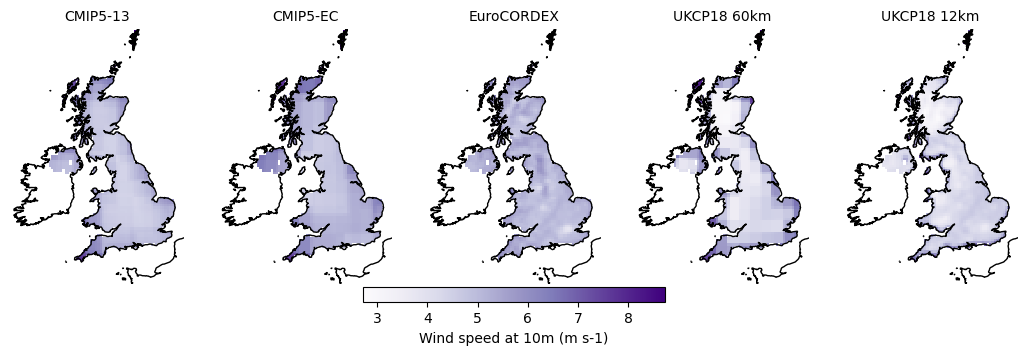 CMIP5-13
CMIP5-EC
EuroCORDEX
UKCP18 60km
UKCP18 12km
3 4 5 6 7 8
Wind speed at 10m (m s-1)